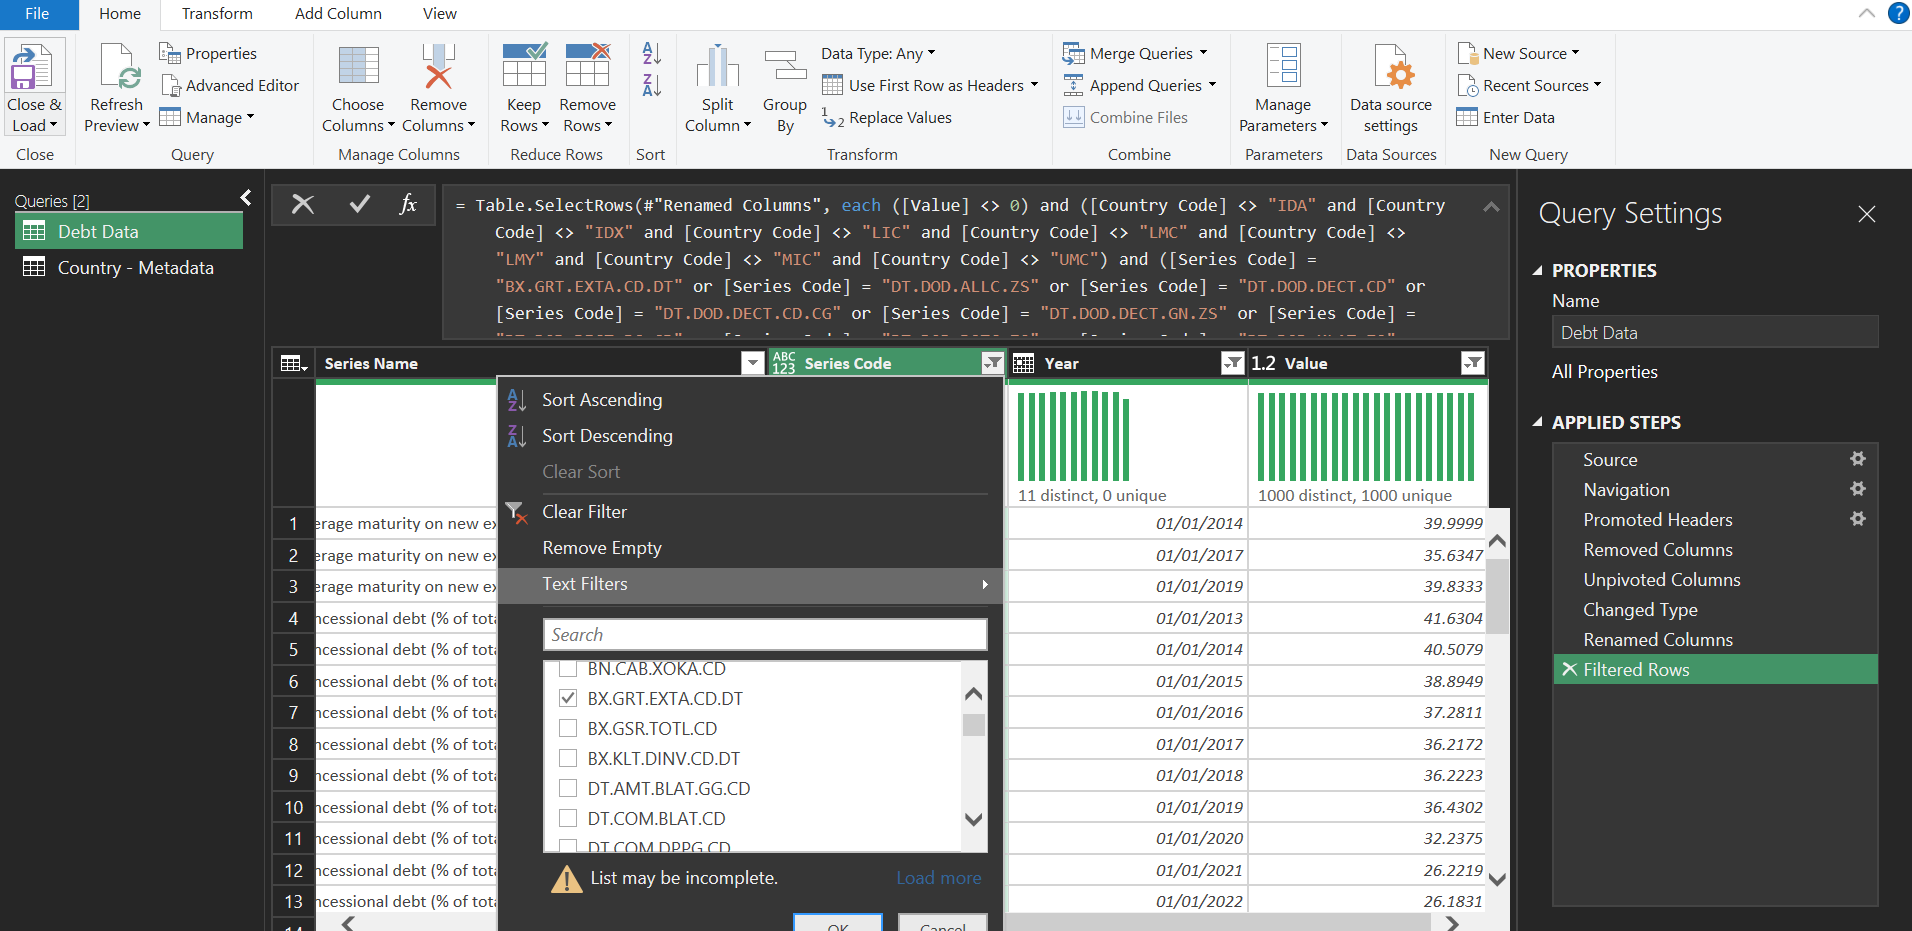 File Home Transform Add Column View
Close & Load
Close
Refresh Preview
Properties
Advanced Editor
Manage
Query
Choose Columns
Remove Columns
Manage Columns
Keep Rows
Remove Rows
Reduce Rows
Sort
Split Column
Group By
Data Type: Any
Use First Row as Headers
Replace Values
Transform
Merge Queries
Append Queries
Combine Files
Combine
Manage Parameters
Parameters
Data source settings
Data Sources
New Source
Recent Sources
Enter Data
New Query
Queries [2]
Debt Data
Country - Metadata
fx
= Table.SelectRows(#"Renamed Columns", each ([Value] <> 0) and ([Country Code] <> "IDA" and [Country
Code] <> "IDX" and [Country Code] <> "LIC" and [Country Code] <> "LMC" and [Country Code] <>
"LMY" and [Country Code] <> "MIC" and [Country Code] <> "UMC") and ([Series Code] =
"BX.GRT.EXTA.CD.DT" or [Series Code] = "DT.DOD.ALLC.ZS" or [Series Code] = "DT.DOD.DECT.CD" or
[Series Code] = "DT.DOD.DECT.CD.CG" or [Series Code] = "DT.DOD.DECT.GN.ZS" or [Series Code] =
Series Name ABC 123 Series Code Year 1.2 Value
Sort Ascending
Sort Descending
Clear Sort
Clear Filter
Remove Empty
Text Filters
Search
BN.CAB.XOKA.CD
BX.GRT.EXTA.CD.DT
BX.GSR.TOTL.CD
BX.KLT.DINV.CD.DT
DT.AMT.BLAT.GG.CD
DT.COM.BLAT.CD
DT.COM.DPPG.CD
List may be incomplete. Load more
OK Cancel
11 distinct, 0 unique 1000 distinct, 1000 unique
1 erage maturity on new ex 01/01/2014 39.9999
2 erage maturity on new ex 01/01/2017 35.6347
3 erage maturity on new ex 01/01/2019 39.8333
4 ncessional debt (% of tota 01/01/2013 41.6304
5 ncessional debt (% of tota 01/01/2014 40.5079
6 ncessional debt (% of tota 01/01/2015 38.8949
7 ncessional debt (% of tota 01/01/2016 37.2811
8 ncessional debt (% of tota 01/01/2017 36.2172
9 ncessional debt (% of tota 01/01/2018 36.2223
10 ncessional debt (% of tota 01/01/2019 36.4302
11 ncessional debt (% of tota 01/01/2020 32.2375
12 ncessional debt (% of tota 01/01/2021 26.2219
13 ncessional debt (% of tota 01/01/2022 26.1831
Query Settings
PROPERTIES
Name
Debt Data
All Properties
APPLIED STEPS
Source
Navigation
Promoted Headers
Removed Columns
Unpivoted Columns
Changed Type
Renamed Columns
Filtered Rows